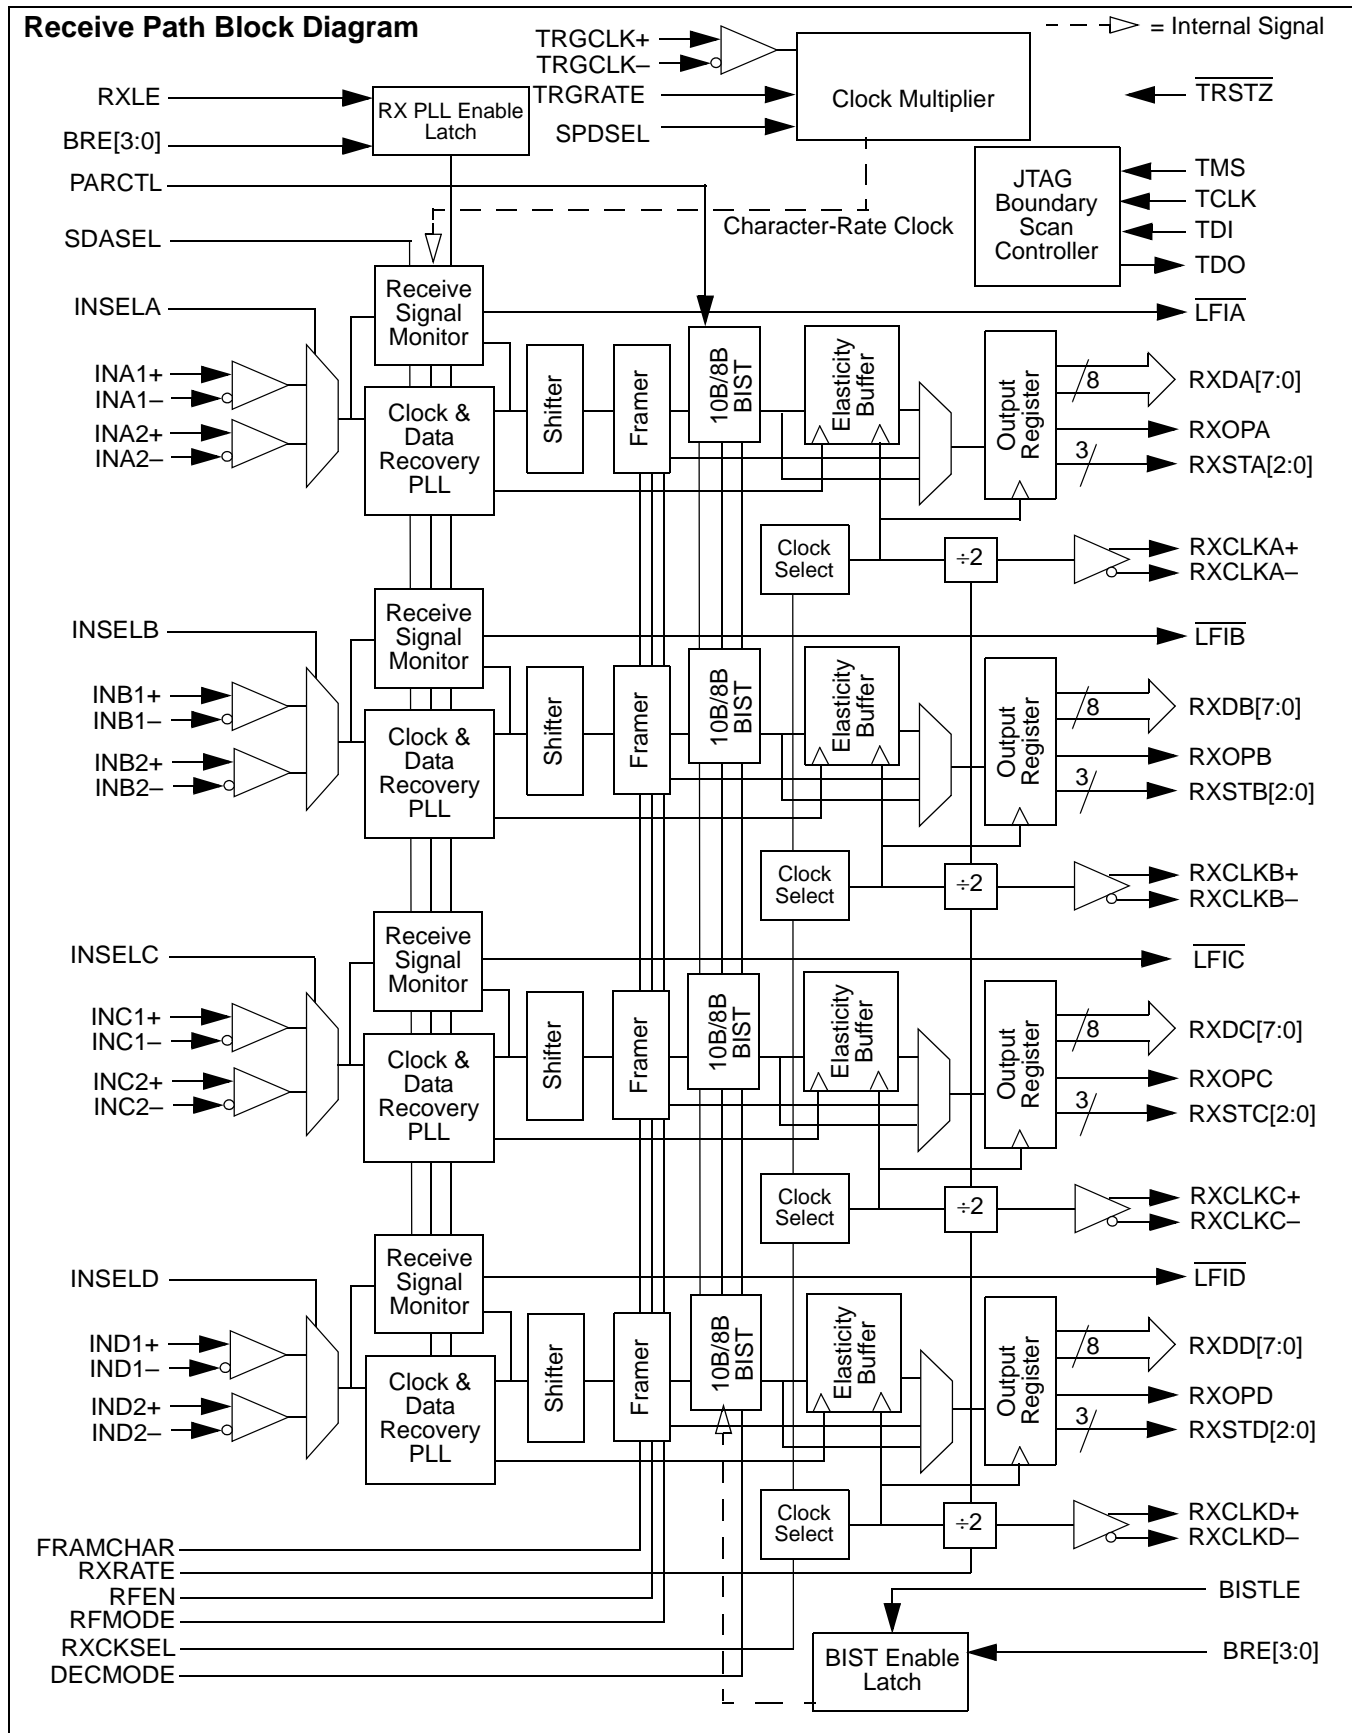 Receive Path Block Diagram
= Internal Signal
TRGCLK+
TRGCLK–
TRGRATE
SPDSEL
Clock Multiplier
TRSTZ
RXLE
BRE[3:0]
RX PLL Enable
Latch
PARCTL
SDASEL
Character-Rate Clock
JTAG
Boundary
Scan
Controller
TMS
TCLK
TDI
TDO
INSELA
INA1+
INA1–
INA2+
INA2–
Receive
Signal
Monitor
Clock &
Data
Recovery
PLL
Shifter
Framer
10B/8B
BIST
Elasticity
Buffer
Output
Register
Clock
Select
÷2
LFIA
8
RXDA[7:0]
RXOPA
3
RXSTA[2:0]
RXCLKA+
RXCLKA–
INSELB
INB1+
INB1–
INB2+
INB2–
Receive
Signal
Monitor
Clock &
Data
Recovery
PLL
Shifter
Framer
10B/8B
BIST
Elasticity
Buffer
Output
Register
Clock
Select
÷2
LFIB
8
RXDB[7:0]
RXOPB
3
RXSTB[2:0]
RXCLKB+
RXCLKB–
INSELC
INC1+
INC1–
INC2+
INC2–
Receive
Signal
Monitor
Clock &
Data
Recovery
PLL
Shifter
Framer
10B/8B
BIST
Elasticity
Buffer
Output
Register
Clock
Select
÷2
LFIC
8
RXDC[7:0]
RXOPC
3
RXSTC[2:0]
RXCLKC+
RXCLKC–
INSELD
IND1+
IND1–
IND2+
IND2–
Receive
Signal
Monitor
Clock &
Data
Recovery
PLL
Shifter
Framer
10B/8B
BIST
Elasticity
Buffer
Output
Register
Clock
Select
÷2
LFID
8
RXDD[7:0]
RXOPD
3
RXSTD[2:0]
RXCLKD+
RXCLKD–
FRAMCHAR
RXRATE
RFEN
RFMODE
RXCKSEL
DECMODE
BISTLE
BRE[3:0]
BIST Enable
Latch